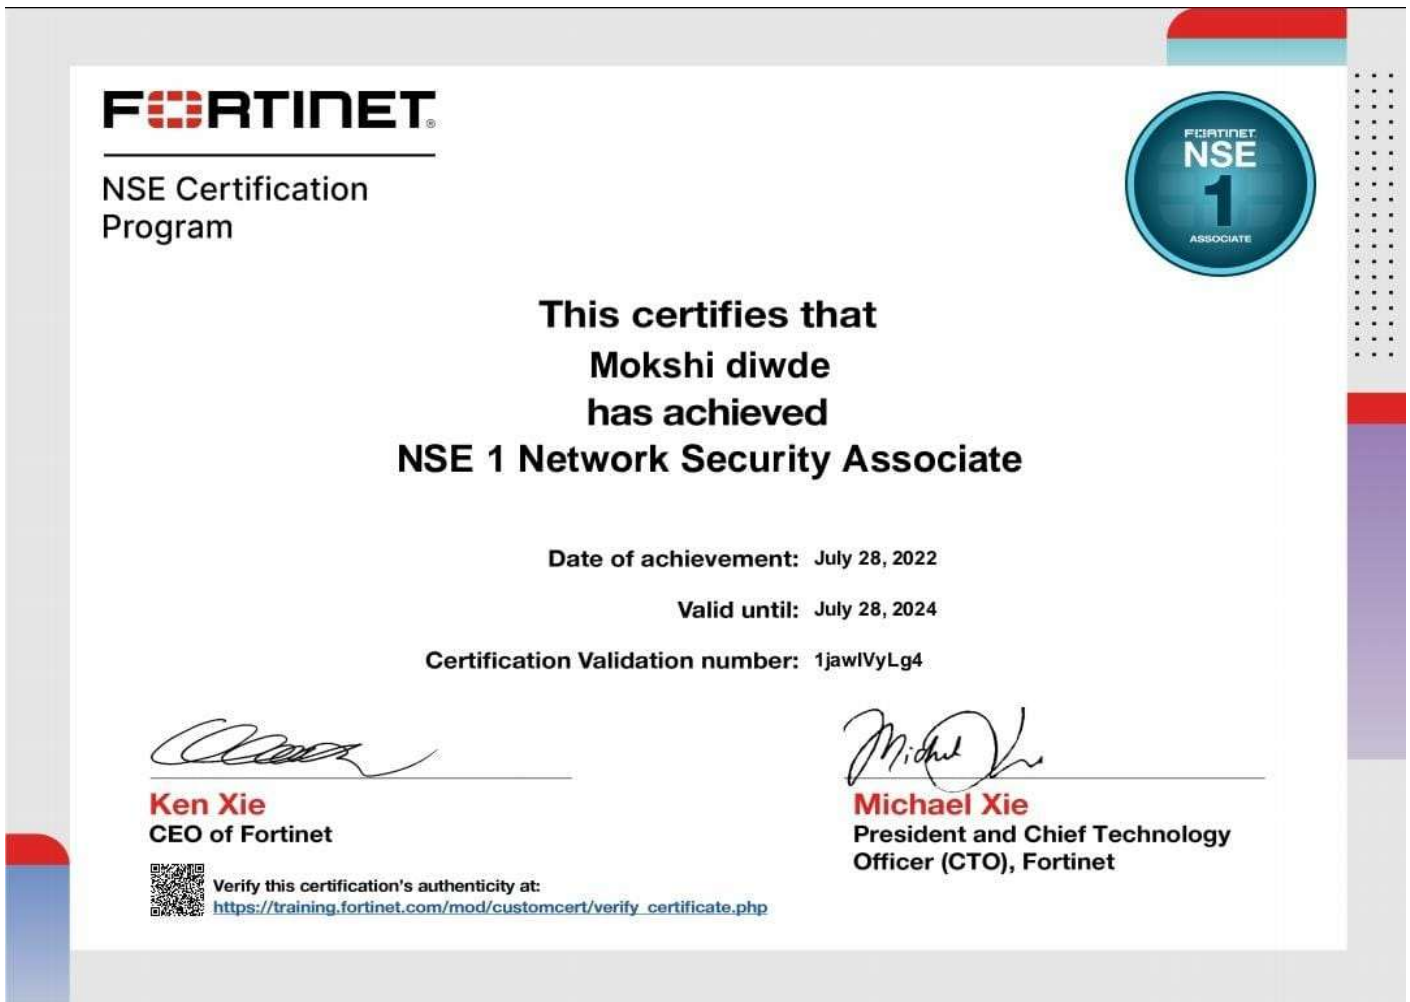 FORTINET®
NSE Certification
Program
FORTINET
NSE
1
ASSOCIATE
This certifies that
Mokshi diwde
has achieved
NSE 1 Network Security Associate
Date of achievement: July 28, 2022
Valid until: July 28, 2024
Certification Validation number: 1jawlVyLg4
Ken Xie
CEO of Fortinet
Michael Xie
President and Chief Technology
Officer (CTO), Fortinet
Verify this certification's authenticity at:
https://training.fortinet.com/mod/customcert/verify_certificate.php